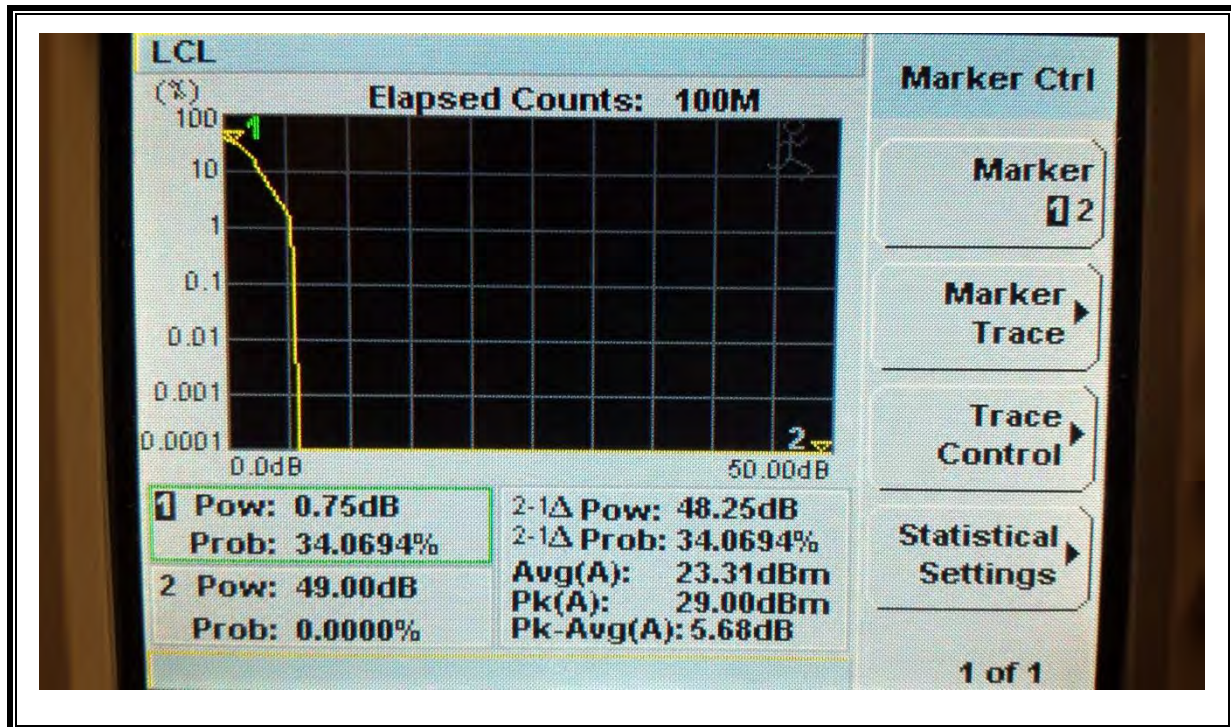 LCL
(%)
Elapsed Counts: 100M
100
1
10
1
0.1
0.01
0.001
0.0001
2
0.0dB
50.00dB
1 Pow: 0.75dB
Prob: 34.0694%
2 Pow: 49.00dB
Prob: 0.0000%
2-1Δ Pow: 48.25dB
2-1Δ Prob: 34.0694%
Avg(A): 23.31dBm
Pk(A): 29.00dBm
Pk-Avg(A): 5.68dB
Marker Ctrl
Marker
1 2
Marker
Trace
Trace
Control
Statistical
Settings
1 of 1